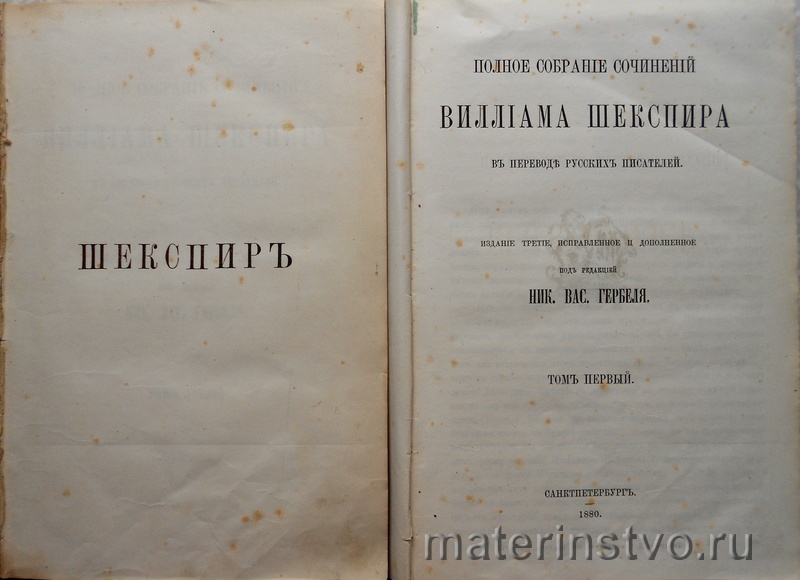 ШЕКСПИРЪ
ПОЛНОЕ СОБРАНІЕ СОЧИНЕНІЙ
ВИЛЛІАМА ШЕКСПИРА
ВЪ ПЕРЕВОДѢ РУССКИХЪ ПИСАТЕЛЕЙ.
ИЗДАНІЕ ТРЕТІЕ, ИСПРАВЛЕННОЕ И ДОПОЛНЕННОЕ
ПОДЪ РЕДАКЦІЕЙ
НИК. ВАС. ГЕРБЕЛЯ.
ТОМЪ ПЕРВЫЙ.
САНКТПЕТЕРБУРГЪ.
1880.
materinstvo.ru